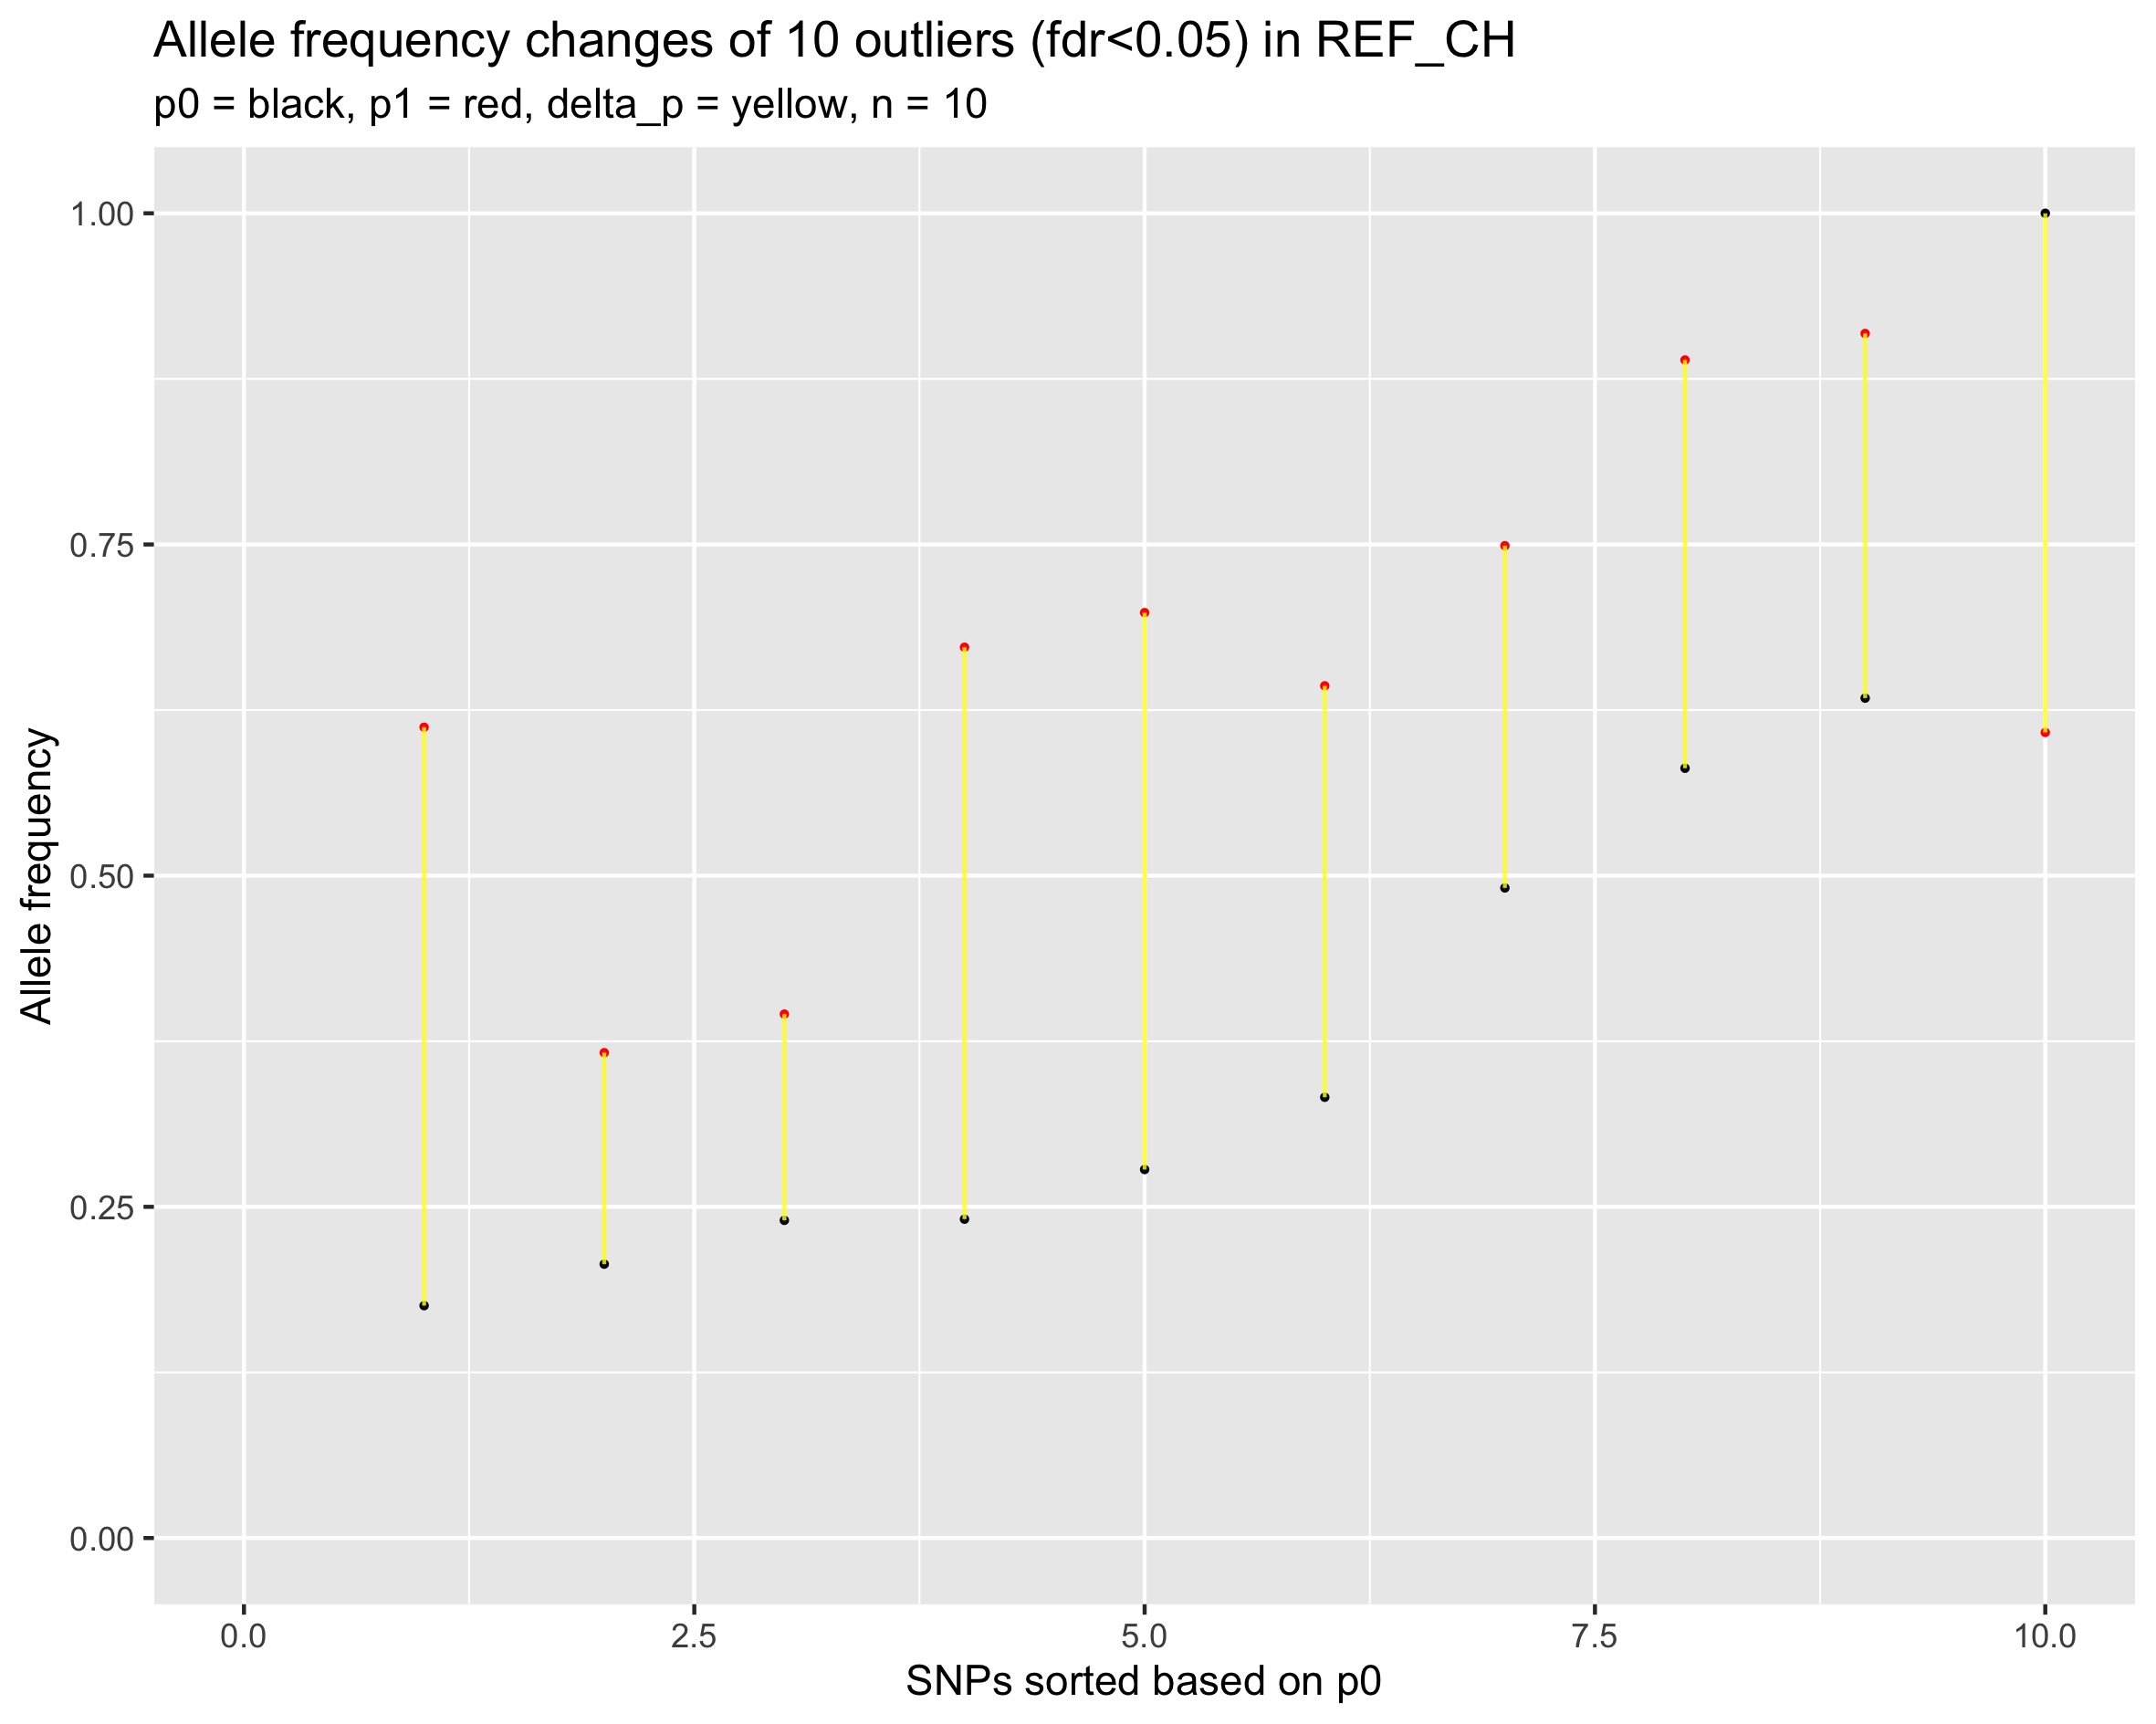 Allele frequency changes of 10 outliers (fdr<0.05) in REF_CH
p0 = black, p1 = red, delta_p = yellow, n = 10
1.00
0.75
0.50
0.25
0.00
Allele frequency
0.0 2.5 5.0 7.5 10.0
SNPs sorted based on p0